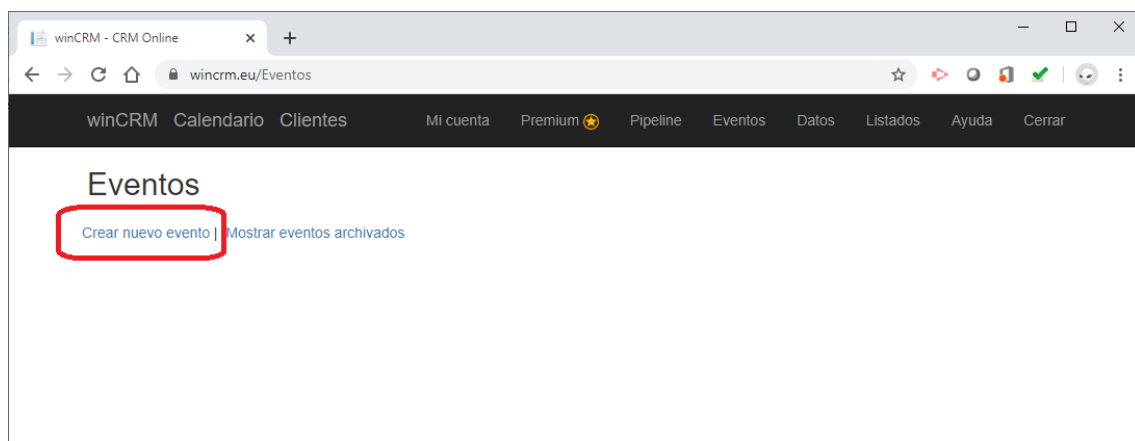 winCRM - CRM Online
wincrm.eu/Eventos
winCRM Calendario Clientes Mi cuenta Premium Pipeline Eventos Datos Listados Ayuda Cerrar
Eventos
Crear nuevo evento | Mostrar eventos archivados